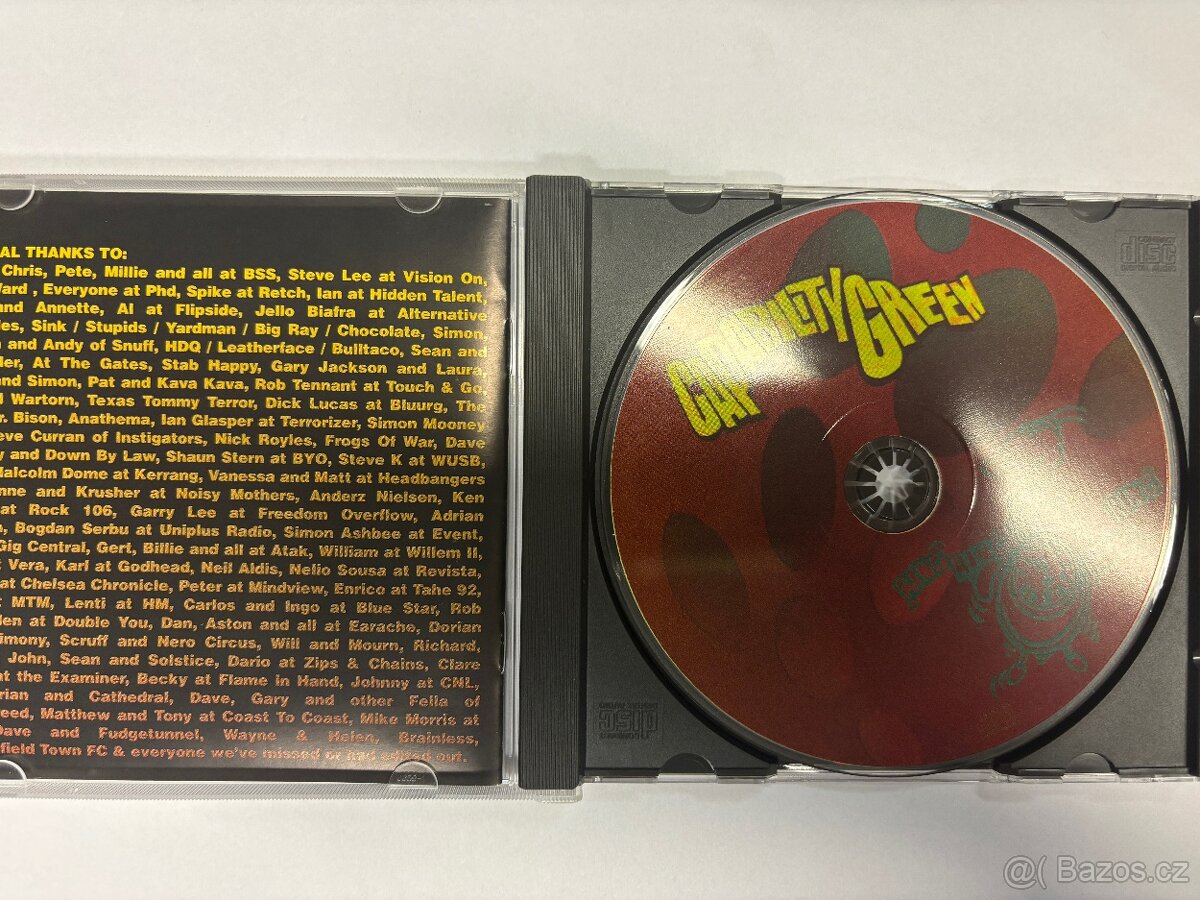 AL THANKS TO:
Chris, Pete, Millie and all at BSS, Steve Lee at Vision On,
Ward , Everyone at Phd, Spike at Retch, Ian at Hidden Talent,
and Annette, Al at Flipside, Jello Biafra at Alternative
les, Sink / Stupids / Yardman / Big Ray / Chocolate, Simon,
and Andy of Snuff, HDQ / Leatherface / Bulltaco, Sean and
ler, At The Gates, Stab Happy, Gary Jackson and Laura,
and Simon, Pat and Kava Kava, Rob Tennant at Touch & Go,
Wartorn, Texas Tommy Terror, Dick Lucas at Bluurg, The
r. Bison, Anathema, Ian Glasper at Terrorizer, Simon Mooney
eve Curran of Instigators, Nick Royles, Frogs Of War, Dave
y and Down By Law, Shaun Stern at BYO, Steve K at WUSB,
Malcolm Dome at Kerrang, Vanessa and Matt at Headbangers
nne and Krusher at Noisy Mothers, Anderz Nielsen, Ken
at Rock 106, Garry Lee at Freedom Overflow, Adrian
, Bogdan Serbu at Uniplus Radio, Simon Ashbee at Event,
Gig Central, Gert, Billie and all at Atak, William at Willem II,
t Vera, Karl at Godhead, Neil Aldis, Nelio Sousa at Revista,
at Chelsea Chronicle, Peter at Mindview, Enrico at Tahe 92,
t MTM, Lenti at HM, Carlos and Ingo at Blue Star, Rob
den at Double You, Dan, Aston and all at Earache, Dorian
imony, Scruff and Nero Circus, Will and Mourn, Richard,
John, Sean and Solstice, Dario at Zips & Chains, Clare
at the Examiner, Becky at Flame in Hand, Johnny at CNL,
rian and Cathedral, Dave, Gary and other Fella of
reed, Matthew and Tony at Coast To Coast, Mike Morris at
Dave and Fudgetunnel, Wayne & Helen, Brainless,
field Town FC & everyone we've missed or had edited out.
GREEN
COMPACT
disc
DIGITAL AUDIO
COMPACT
disc
DIGITAL AUDIO
Bazos.cz